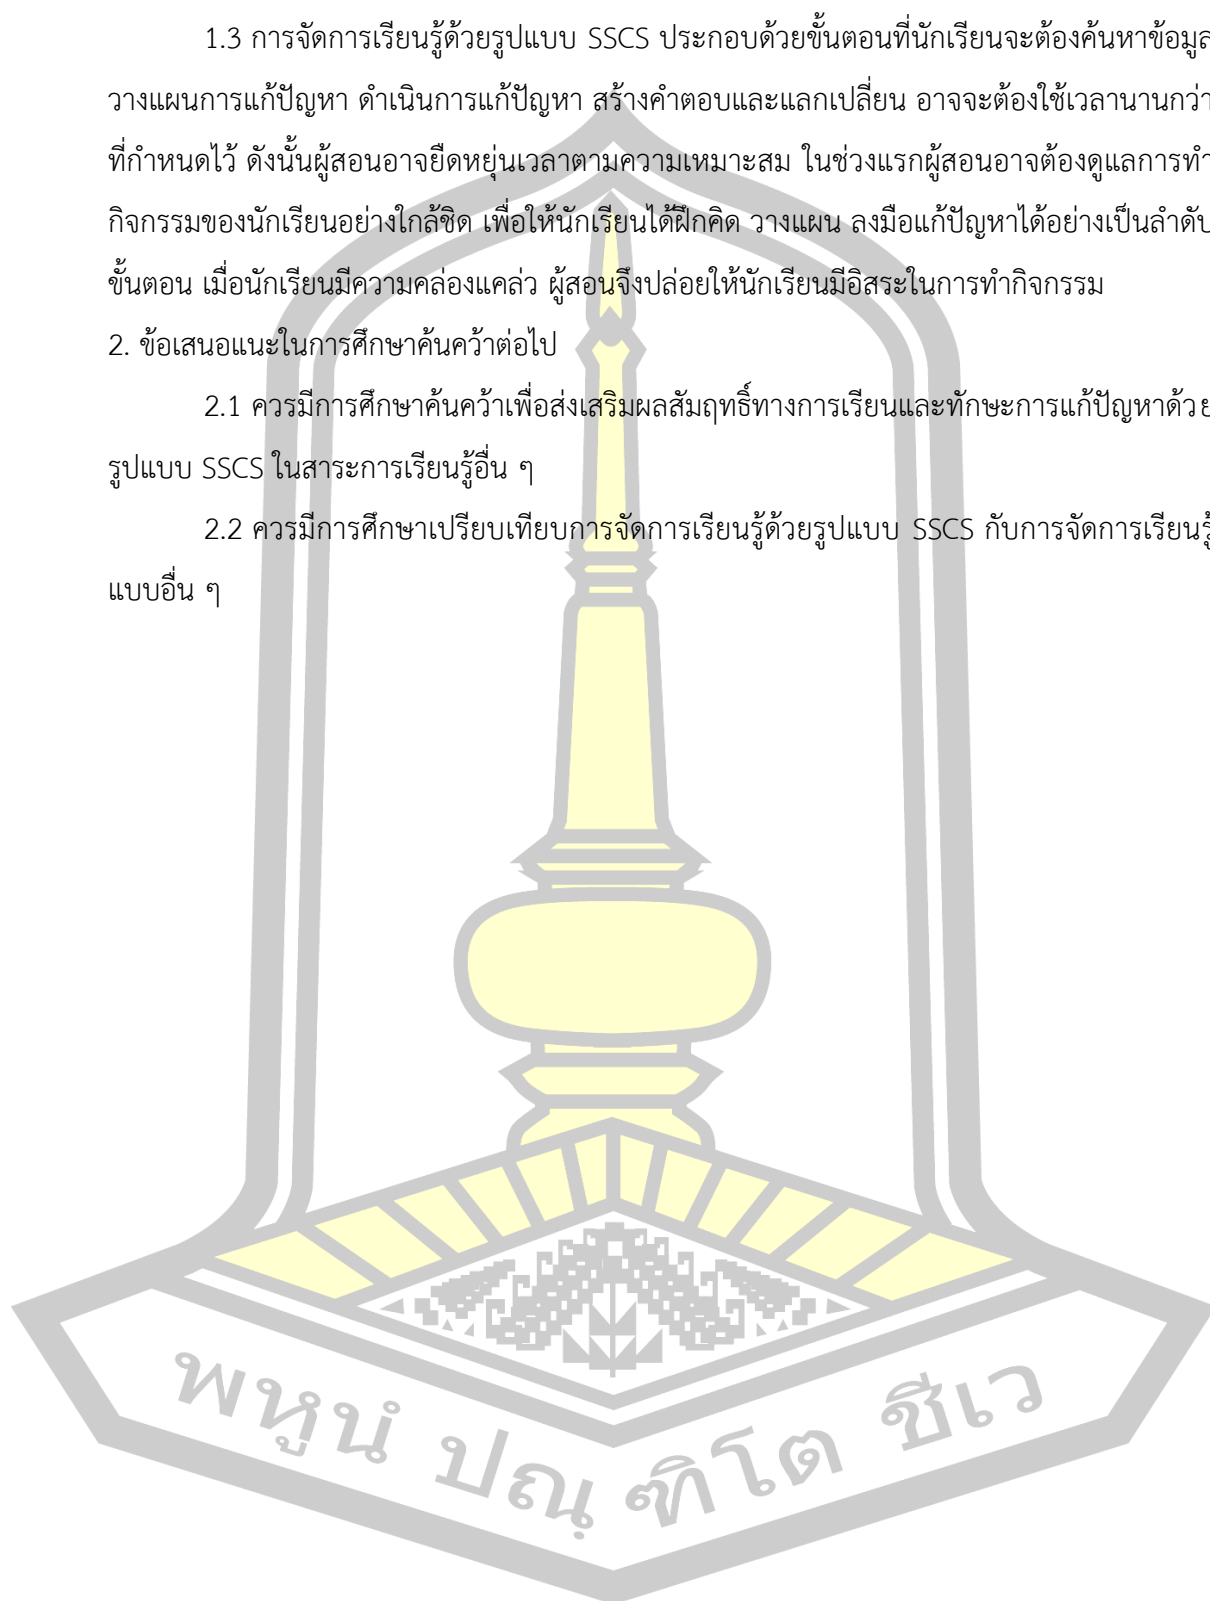 1.3 การจัดการเรียนรู้ด้วยรูปแบบ SSCS ประกอบด้วยขั้นตอนที่นักเรียนจะต้องค้นหาข้อมูล
วางแผนการแก้ปัญหา ดำเนินการแก้ปัญหา สร้างคำตอบและแลกเปลี่ยน อาจจะต้องใช้เวลานานกว่า
ที่กำหนดไว้ ดังนั้นผู้สอนอาจยืดหยุ่นเวลาตามความเหมาะสม ในช่วงแรกผู้สอนอาจต้องดูแลการทำ
กิจกรรมของนักเรียนอย่างใกล้ชิด เพื่อให้นักเรียนได้ฝึกคิด วางแผน ลงมือแก้ปัญหาได้อย่างเป็นลำดับ
ขั้นตอน เมื่อนักเรียนมีความคล่องแคล่ว ผู้สอนจึงปล่อยให้นักเรียนมีอิสระในการทำกิจกรรม
2. ข้อเสนอแนะในการศึกษาค้นคว้าต่อไป
2.1 ควรมีการศึกษาค้นคว้าเพื่อส่งเสริมผลสัมฤทธิ์ทางการเรียนและทักษะการแก้ปัญหาด้วย
รูปแบบ SSCS ในสาระการเรียนรู้อื่น ๆ
2.2 ควรมีการศึกษาเปรียบเทียบการจัดการเรียนรู้ด้วยรูปแบบ SSCS กับการจัดการเรียนรู้
แบบอื่น ๆ
พหูนํ ปณฺฑิโต ชีเว